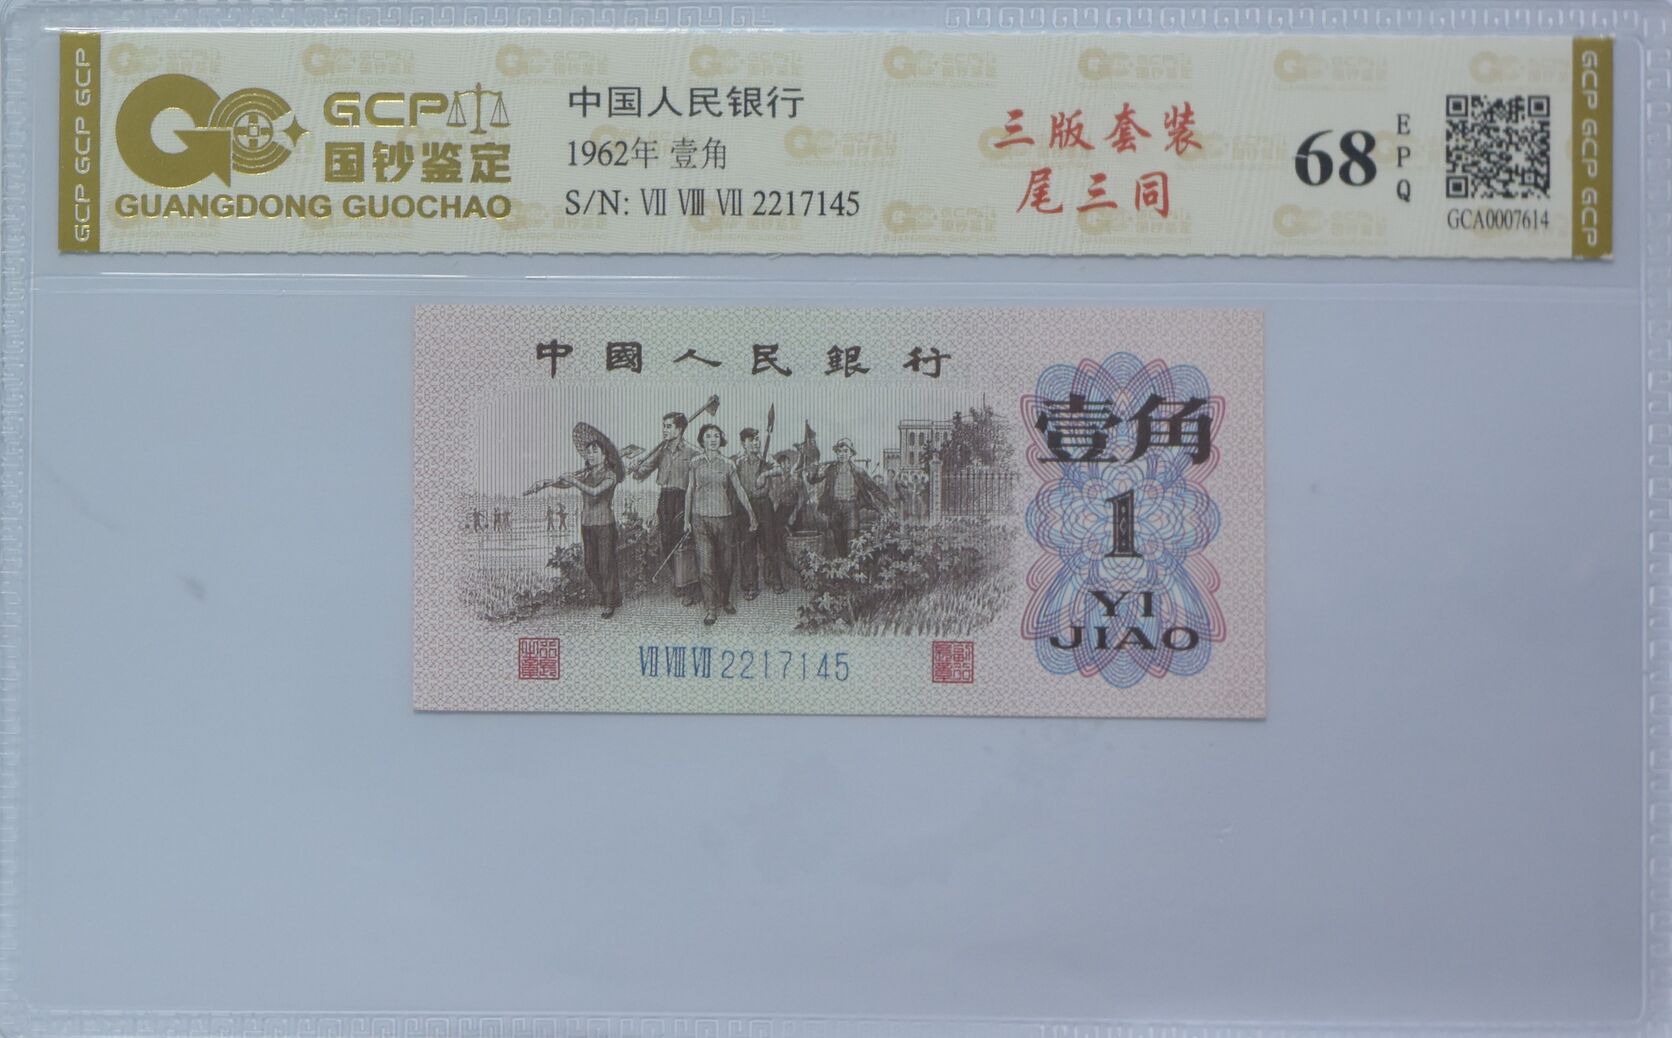 GCP GCP GCP
GCP
国钞鉴定
GUANGDONG GUOCHAO
中国人民银行
1962年 壹角
S/N: Ⅶ Ⅷ Ⅶ 2217145
三版套装
尾三同
68
EPQ
GCA0007614
GCP GCP GCP
中國人民銀行
壹角
1
YI
JIAO
Ⅶ Ⅷ Ⅶ 2217145